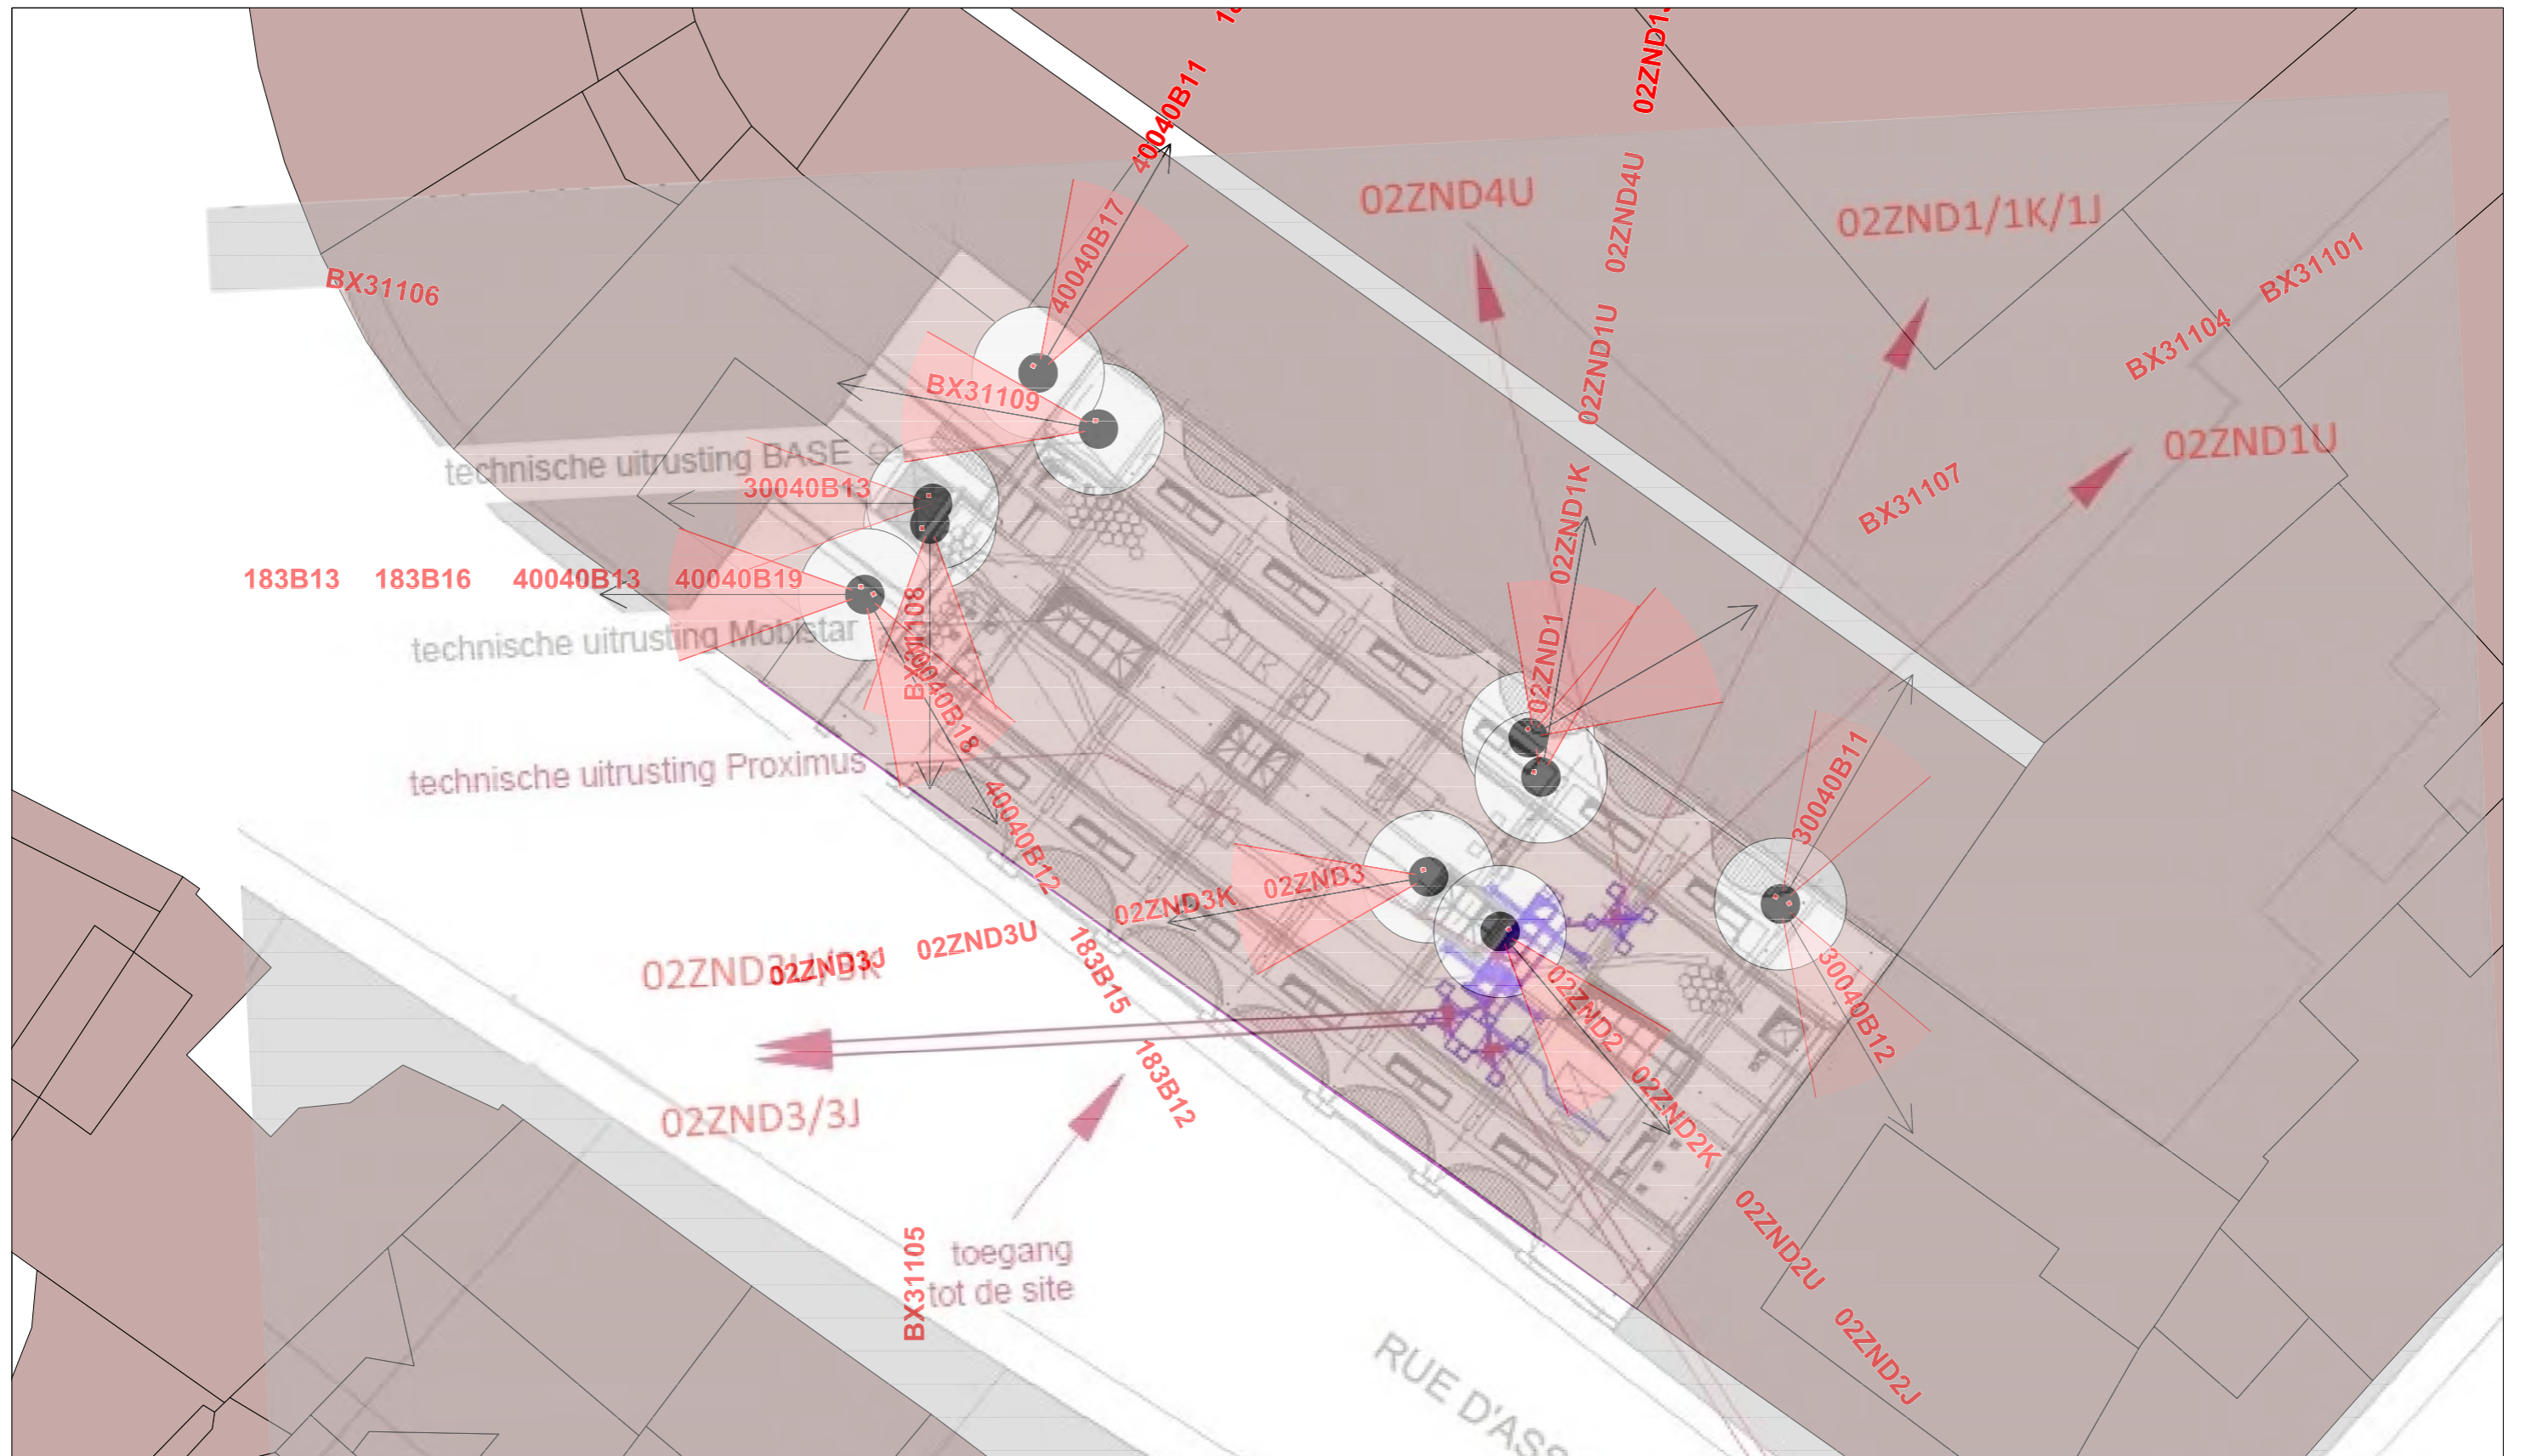 40040B11
02ZND4U
02ZND4U
02ZND1/1K/1J
BX31101
40040B17
BX31106
BX31104
02ZND1U
BX31109
02ZND1U
technische uitrusting BASE
BX31107
30040B13
02ZND1K
183B13 183B16 40040B13 40040B19
technische uitrusting Mobistar
BX31108
40040B18
02ZND1
technische uitrusting Proximus
40040B12
30040B11
02ZND3
02ZND3K
02ZND3U
02ZND3J
183B15
02ZND2
30040B12
02ZND3/3J
183B12
02ZND2K
toegang
tot de site
BX31105
02ZND2U
02ZND2J
RUE D'ASS